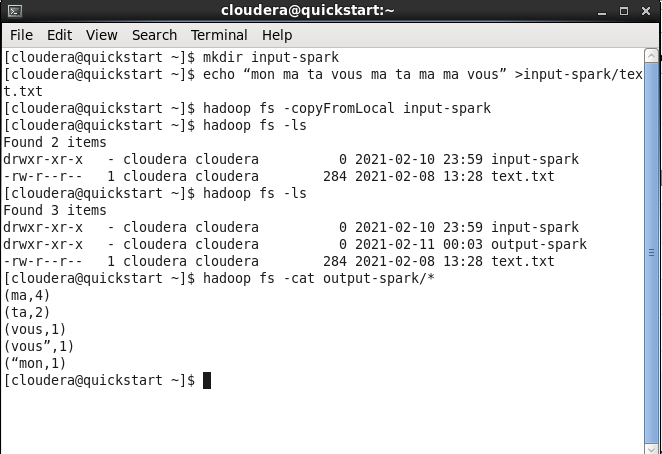 cloudera@quickstart:~
File Edit View Search Terminal Help
[cloudera@quickstart ~]$ mkdir input-spark
[cloudera@quickstart ~]$ echo “mon ma ta vous ma ta ma ma vous” >input-spark/tex
t.txt
[cloudera@quickstart ~]$ hadoop fs -copyFromLocal input-spark
[cloudera@quickstart ~]$ hadoop fs -ls
Found 2 items
drwxr-xr-x   - cloudera cloudera          0 2021-02-10 23:59 input-spark
-rw-r--r--   1 cloudera cloudera        284 2021-02-08 13:28 text.txt
[cloudera@quickstart ~]$ hadoop fs -ls
Found 3 items
drwxr-xr-x   - cloudera cloudera          0 2021-02-10 23:59 input-spark
drwxr-xr-x   - cloudera cloudera          0 2021-02-11 00:03 output-spark
-rw-r--r--   1 cloudera cloudera        284 2021-02-08 13:28 text.txt
[cloudera@quickstart ~]$ hadoop fs -cat output-spark/*
(ma,4)
(ta,2)
(vous,1)
(vous”,1)
(“mon,1)
[cloudera@quickstart ~]$